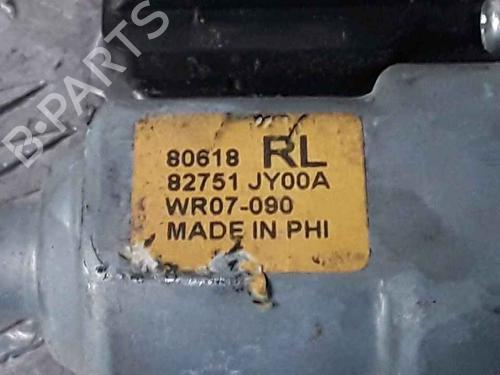 B-PARTS
80618 RL
82751 JY00A
WR07-090
MADE IN PHI